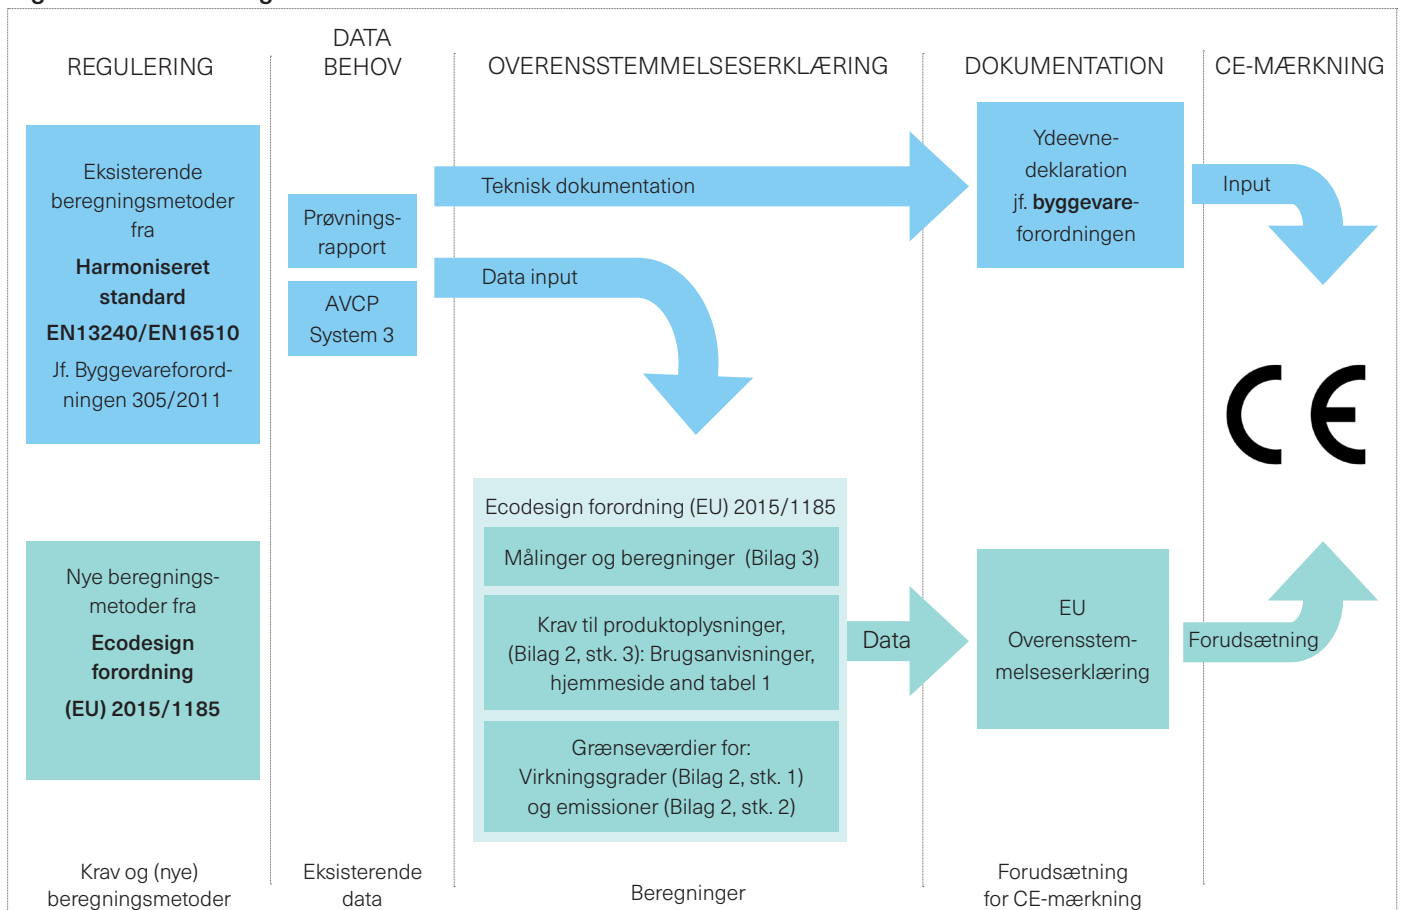 REGULERING
DATA
BEHOV
OVERENSSTEMMELSESERKLÆRING
DOKUMENTATION
CE-MÆRKNING
Eksisterende
beregningsmetoder
fra
Harmoniseret
standard
EN13240/EN16510
Jf. Byggevareforord-
ningen 305/2011
Prøvnings-
rapport
AVCP
System 3
Teknisk dokumentation
Data input
Ydeevne-
deklaration
jf. byggevare-
forordningen
Input
CE
Nye beregnings-
metoder fra
Ecodesign
forordning
(EU) 2015/1185
Ecodesign forordning (EU) 2015/1185
Målinger og beregninger (Bilag 3)
Krav til produktoplysninger,
(Bilag 2, stk. 3): Brugsanvisninger,
hjemmeside and tabel 1
Grænseværdier for:
Virkningsgrader (Bilag 2, stk. 1)
og emissioner (Bilag 2, stk. 2)
Data
EU
Overensstem-
melseserklæring
Forudsætning
Krav og (nye)
beregningsmetoder
Eksisterende
data
Beregninger
Forudsætning
for CE-mærkning